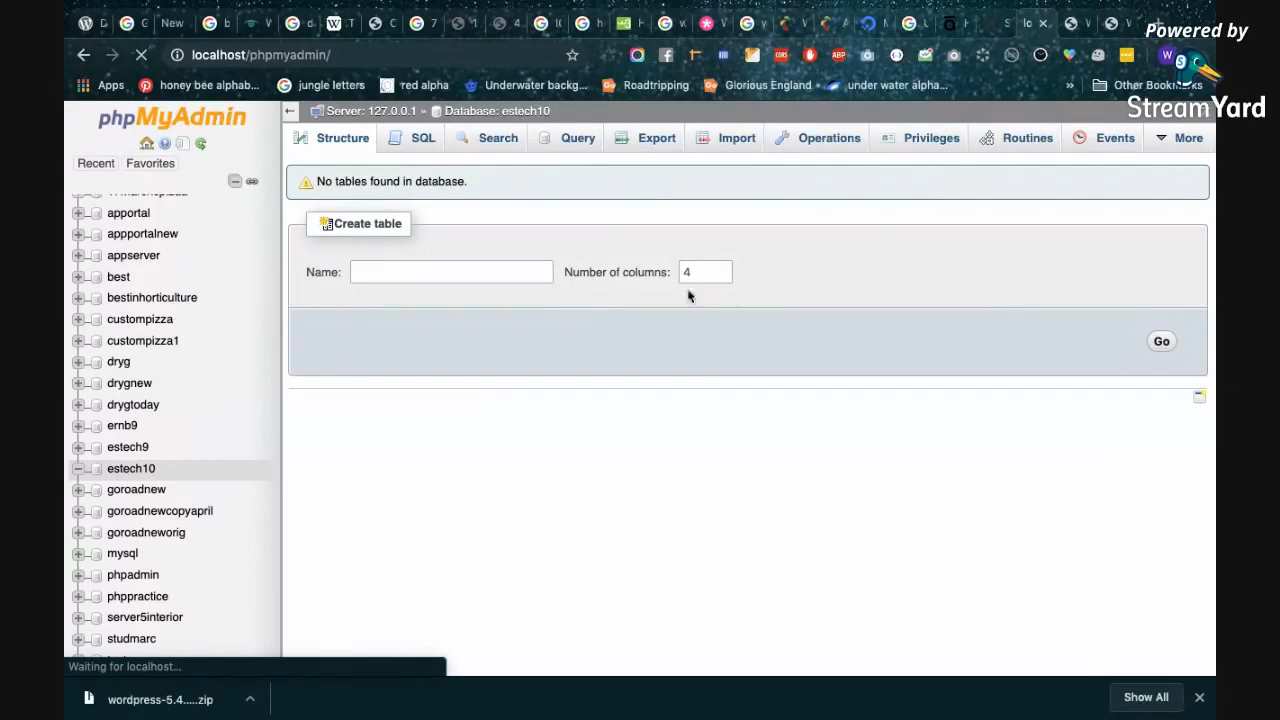 New
Powered by
localhost/phpmyadmin/
StreamYard
Apps
honey bee alphab...
jungle letters
red alpha
Underwater backg...
Roadtripping
Glorious England
under water alpha...
»
Other Bookmarks
phpMyAdmin
Recent
Favorites
apportal
appportalnew
appserver
best
bestinhorticulture
custompizza
custompizza1
dryg
drygnew
drygtoday
ernb9
estech9
estech10
goroadnew
goroadnewcopyapril
goroadneworig
mysql
phpadmin
phppractice
server5interior
studmarc
Server: 127.0.0.1 » Database: estech10
Structure
SQL
Search
Query
Export
Import
Operations
Privileges
Routines
Events
More
No tables found in database.
Create table
Name:
Number of columns: 4
Go
Waiting for localhost...
wordpress-5.4.....zip
Show All